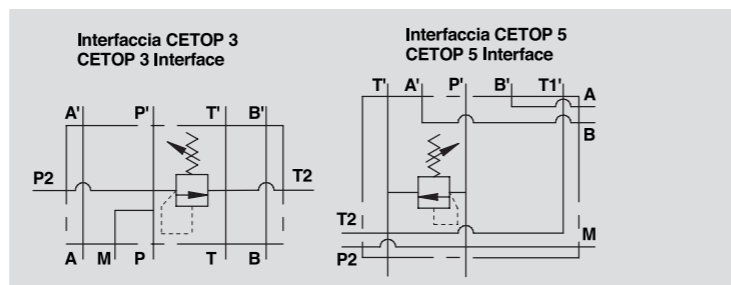 Interfaccia CETOP 3
CETOP 3 Interface
A' P' T' B'
P2 T2
A M P T B
Interfaccia CETOP 5
CETOP 5 Interface
T' A' P' B' T1'
A
B
T2
M
P2